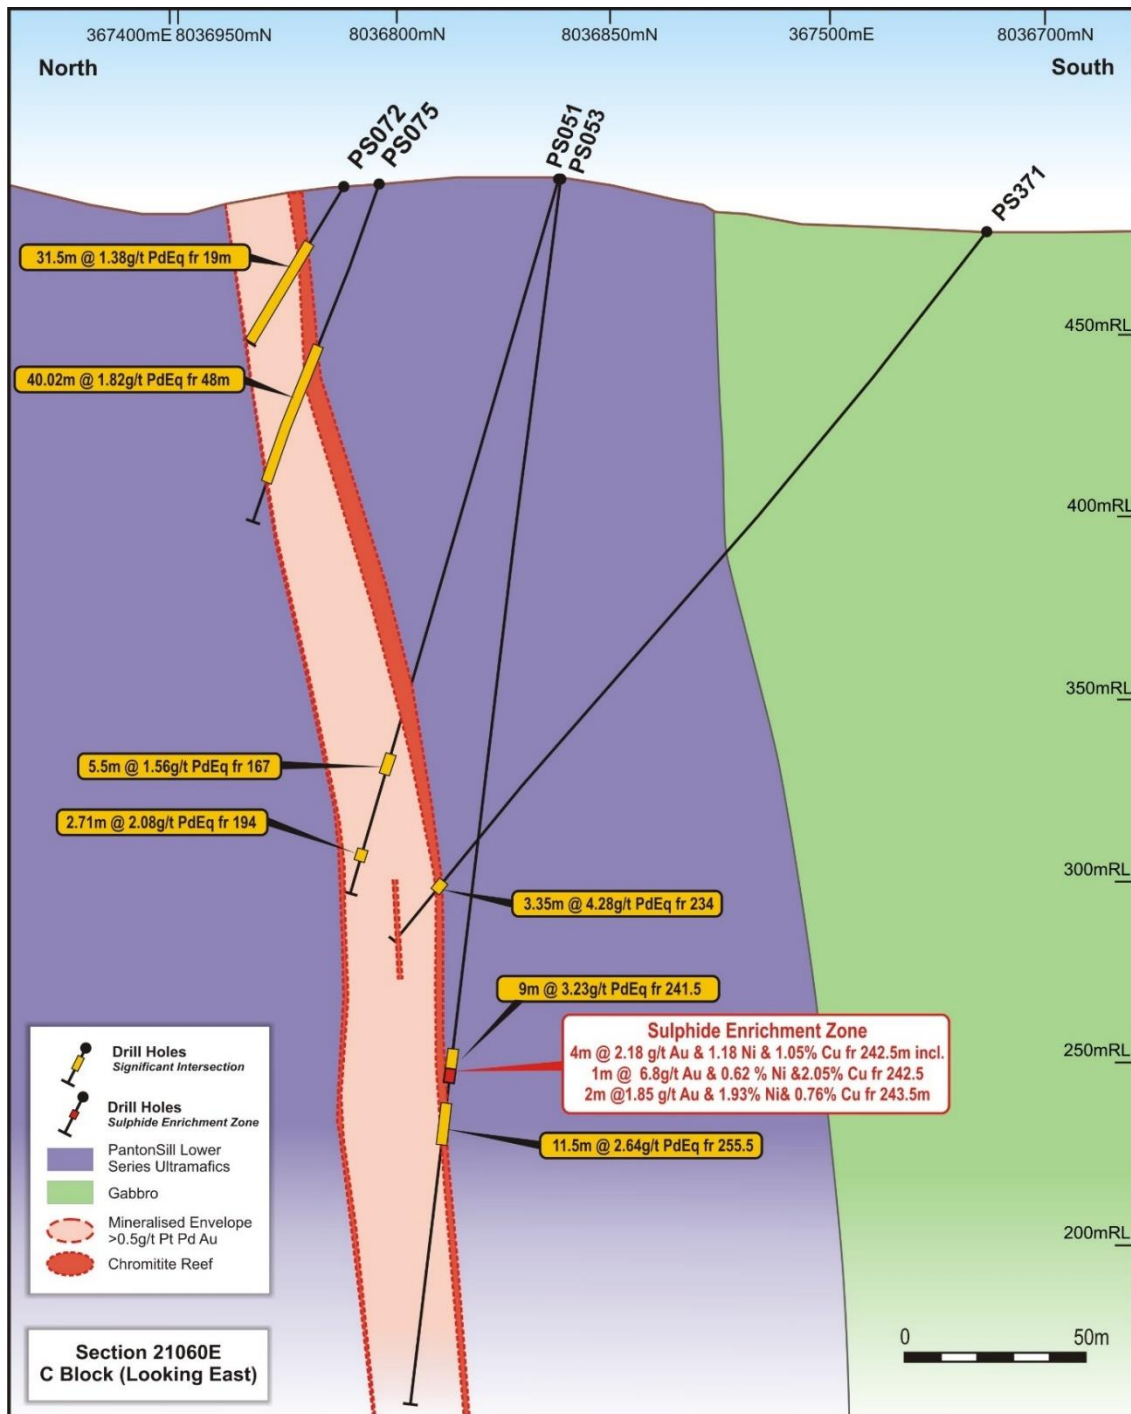 367400mE 8036950mN 8036800mN 8036850mN 367500mE 8036700mN
North South
PS072
PS075
PS051
PS053
PS371
31.5m @ 1.38g/t PdEq fr 19m
450mRL
40.02m @ 1.82g/t PdEq fr 48m
400mRL
350mRL
5.5m @ 1.56g/t PdEq fr 167
2.71m @ 2.08g/t PdEq fr 194
300mRL
3.35m @ 4.28g/t PdEq fr 234
9m @ 3.23g/t PdEq fr 241.5
Sulphide Enrichment Zone
4m @ 2.18 g/t Au & 1.18 Ni & 1.05% Cu fr 242.5m incl.
1m @ 6.8g/t Au & 0.62 % Ni &2.05% Cu fr 242.5
2m @1.85 g/t Au & 1.93% Ni& 0.76% Cu fr 243.5m
250mRL
11.5m @ 2.64g/t PdEq fr 255.5
200mRL
Drill Holes
Significant Intersection
Drill Holes
Sulphide Enrichment Zone
PantonSill Lower
Series Ultramafics
Gabbro
Mineralised Envelope
>0.5g/t Pt Pd Au
Chromitite Reef
Section 21060E
C Block (Looking East)
0 50m